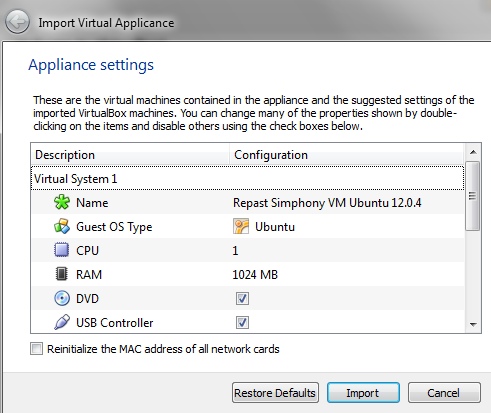 Import Virtual Applicance
Appliance settings
These are the virtual machines contained in the appliance and the suggested settings of the
imported VirtualBox machines. You can change many of the properties shown by double-
clicking on the items and disable others using the check boxes below.
Description Configuration
Virtual System 1
Name Repast Simphony VM Ubuntu 12.0.4
Guest OS Type Ubuntu
CPU 1
RAM 1024 MB
DVD
USB Controller
Reinitialize the MAC address of all network cards
Restore Defaults Import Cancel